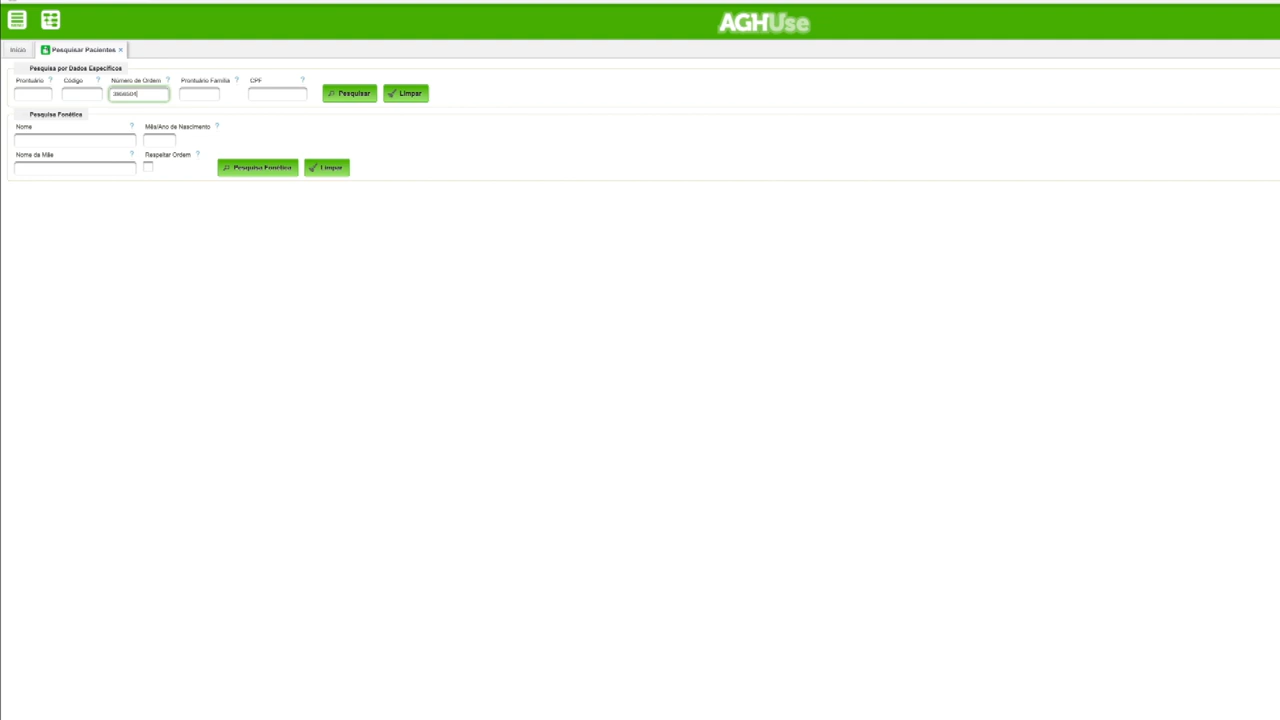 AGHUse
Início Pesquisar Pacientes ×
Pesquisa por Dados Específicos
Prontuário ? Código ? Número de Ordem ? Prontuário Família ? CPF ?
Pesquisar Limpar
Pesquisa Fonética
Nome ? Mês/Ano de Nascimento ?
Nome da Mãe ? Respeitar Ordem ?
Pesquisa Fonética Limpar